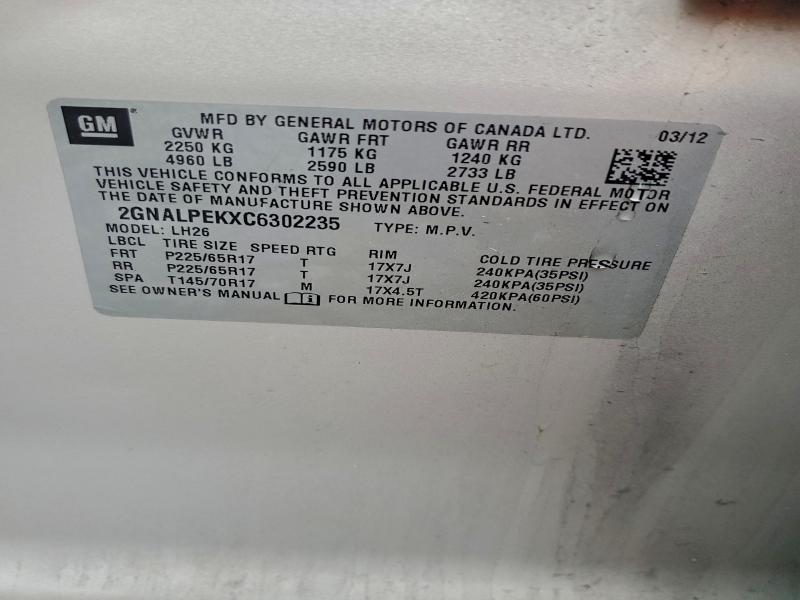 GM
MFD BY GENERAL MOTORS OF CANADA LTD. 03/12
GVWR GAWR FRT GAWR RR
2250 KG 1175 KG 1240 KG
4960 LB 2590 LB 2733 LB
THIS VEHICLE CONFORMS TO ALL APPLICABLE U.S. FEDERAL MOTOR
VEHICLE SAFETY AND THEFT PREVENTION STANDARDS IN EFFECT ON
THE DATE OF MANUFACTURE SHOWN ABOVE.
2GNALPEKXC6302235 TYPE: M.P.V.
MODEL: LH26
LBCL TIRE SIZE SPEED RTG RIM COLD TIRE PRESSURE
FRT P225/65R17 T 17X7J 240KPA(35PSI)
RR P225/65R17 T 17X7J 240KPA(35PSI)
SPA T145/70R17 M 17X4.5T 420KPA(60PSI)
SEE OWNER'S MANUAL FOR MORE INFORMATION.